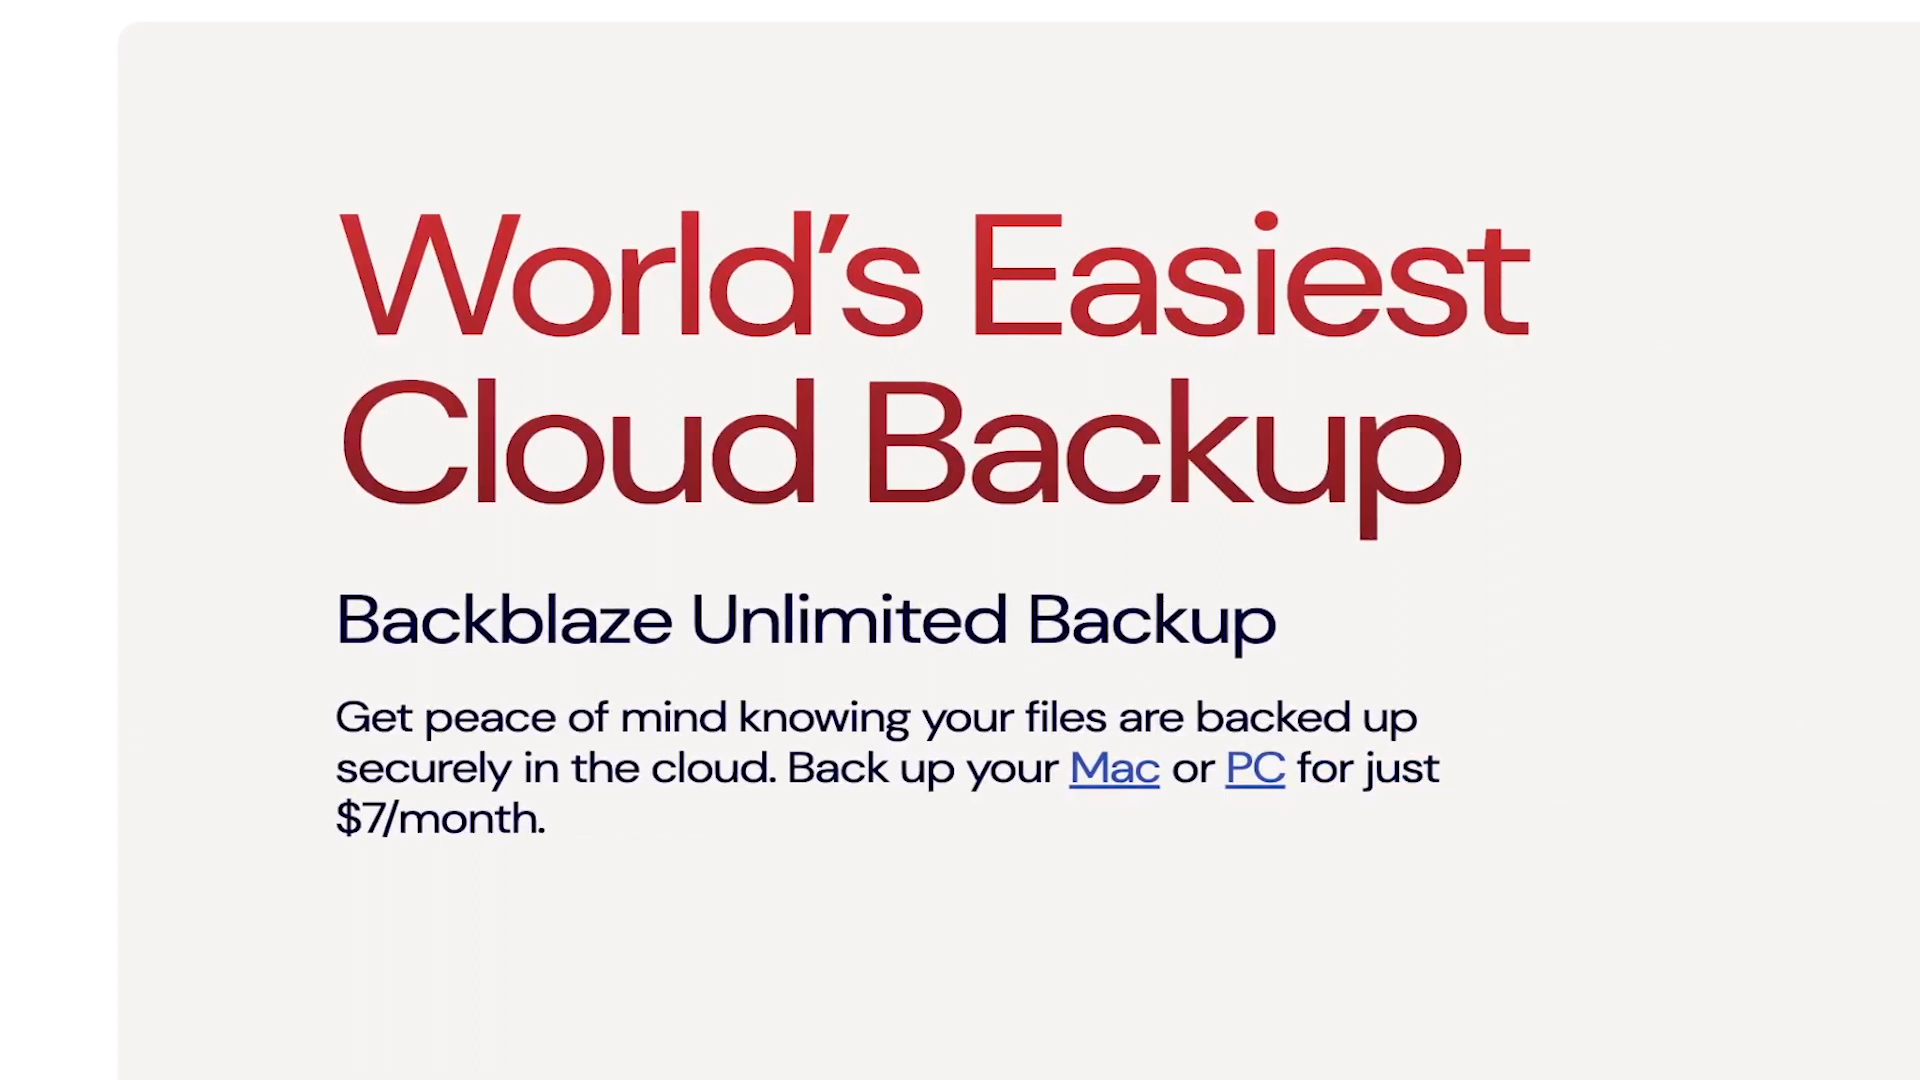 World’s Easiest
Cloud Backup
Backblaze Unlimited Backup
Get peace of mind knowing your files are backed up
securely in the cloud. Back up your Mac or PC for just
$7/month.